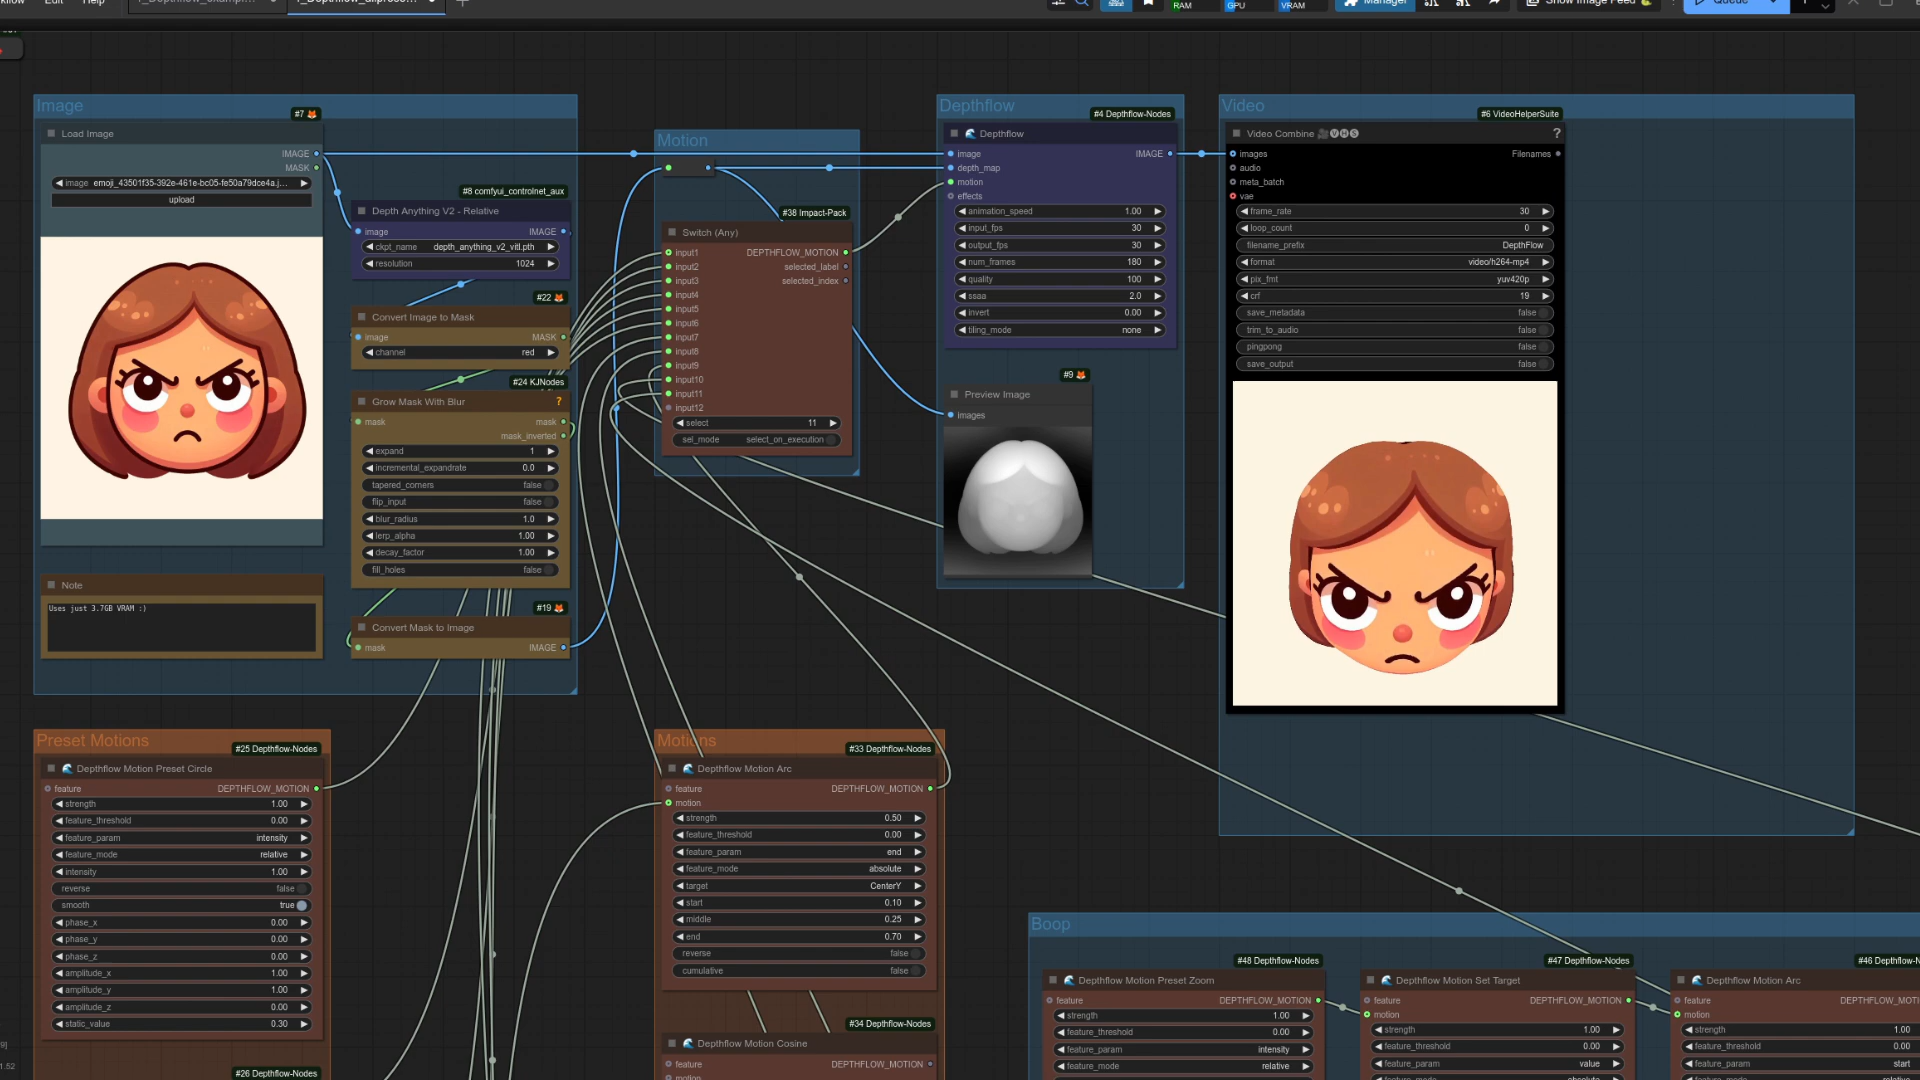 Edit
Help
RAM
GPU
VRAM
Manager
Show Image Feed
Queue
Image
#7
Load Image
IMAGE
MASK
image emoji_43501f35-392e-461e-bc05-fe50a79dce4a.j...
upload
#8 comfyui_controlnet_aux
Depth Anything V2 - Relative
image IMAGE
ckpt_name depth_anything_v2_vitl.pth
resolution 1024
#22
Convert Image to Mask
image MASK
channel red
#24 KJNodes
Grow Mask With Blur ?
mask mask
mask_inverted
expand 1
incremental_expandrate 0.0
tapered_corners false
flip_input false
blur_radius 1.0
lerp_alpha 1.00
decay_factor 1.00
fill_holes false
#19
Convert Mask to Image
mask IMAGE
Note
Uses just 3.7GB VRAM :)
Motion
#38 Impact-Pack
Switch (Any)
input1 DEPTHFLOW_MOTION
input2 selected_label
input3 selected_index
input4
input5
input6
input7
input8
input9
input10
input11
input12
select 11
sel_mode select_on_execution
Depthflow
#4 Depthflow-Nodes
Depthflow
image IMAGE
depth_map
motion
effects
animation_speed 1.00
input_fps 30
output_fps 30
num_frames 180
quality 100
ssaa 2.0
invert 0.00
tiling_mode none
#9
Preview Image
images
Video
#6 VideoHelperSuite
Video Combine VHS ?
images Filenames
audio
meta_batch
vae
frame_rate 30
loop_count 0
filename_prefix DepthFlow
format video/h264-mp4
pix_fmt yuv420p
crf 19
save_metadata false
trim_to_audio false
pingpong false
save_output false
Preset Motions
#25 Depthflow-Nodes
Depthflow Motion Preset Circle
feature DEPTHFLOW_MOTION
strength 1.00
feature_threshold 0.00
feature_param intensity
feature_mode relative
intensity 1.00
reverse false
smooth true
phase_x 0.00
phase_y 0.00
phase_z 0.00
amplitude_x 1.00
amplitude_y 1.00
amplitude_z 0.00
static_value 0.30
#26 Depthflow-Nodes
Motions
#33 Depthflow-Nodes
Depthflow Motion Arc
feature DEPTHFLOW_MOTION
motion
strength 0.50
feature_threshold 0.00
feature_param end
feature_mode absolute
target CenterY
start 0.10
middle 0.25
end 0.70
reverse false
cumulative false
#34 Depthflow-Nodes
Depthflow Motion Cosine
feature DEPTHFLOW_MOTION
motion
Boop
#48 Depthflow-Nodes
Depthflow Motion Preset Zoom
feature DEPTHFLOW_MOTION
strength 1.00
feature_threshold 0.00
feature_param intensity
feature_mode relative
#47 Depthflow-Nodes
Depthflow Motion Set Target
feature DEPTHFLOW_MOTION
motion
strength 1.00
feature_threshold 0.00
feature_param value
feature_mode absolute
#46 Depthflow-N
Depthflow Motion Arc
feature DEPTHFLOW_MOT
motion
strength 1.00
feature_threshold 0.00
feature_param start
feature_mode relative